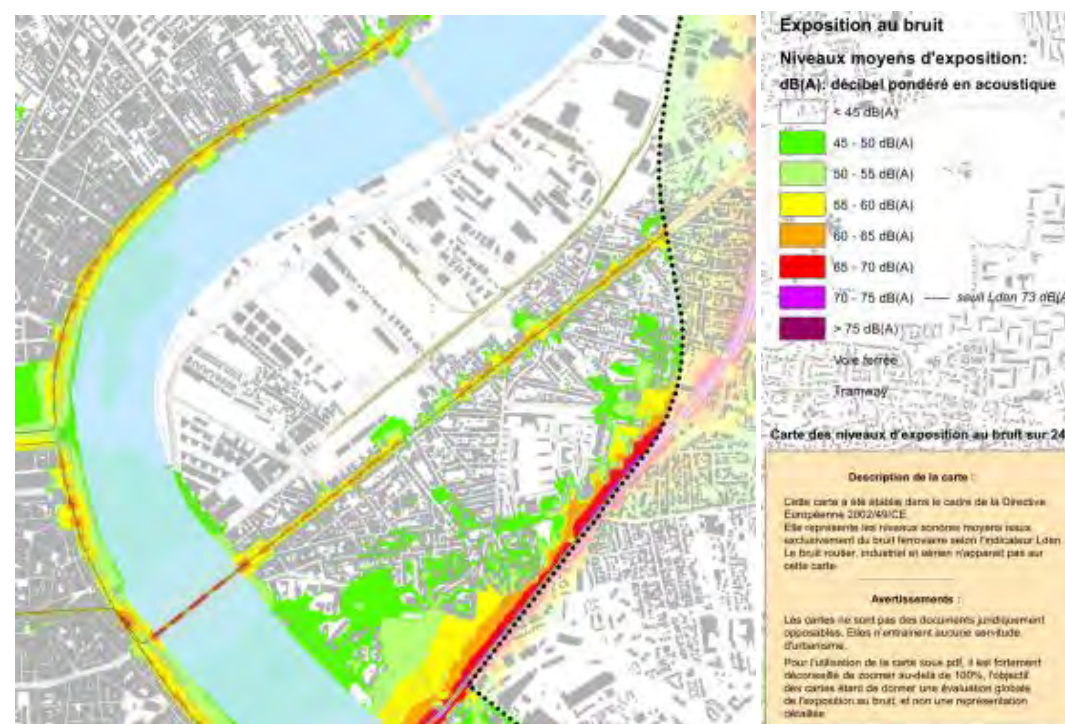 Exposition au bruit
Niveaux moyens d'exposition:
dB(A): décibel pondéré en acoustique
< 45 dB(A)
45 - 50 dB(A)
50 - 55 dB(A)
55 - 60 dB(A)
60 - 65 dB(A)
65 - 70 dB(A)
70 - 75 dB(A) seuil Lden 73 dB(A
> 75 dB(A)
Voie ferrée
Tramway
Carte des niveaux d'exposition au bruit sur 24
Description de la carte :
Cette carte a été établie dans le cadre de la Directive
Européenne 2002/49/CE
Elle représente les niveaux sonores moyens issus
exclusivement du bruit ferroviaire selon l'indicateur Lden
Le bruit routier, industriel et aérien n'apparait pas sur
cette carte
Avertissements :
Les cartes ne sont pas des documents juridiquement
opposables. Elles n'entrainent aucune servitude
d'urbanisme.
Pour l'utilisation de la carte sous pdf, il est fortement
déconseillé de zoomer au-delà de 100%, l'objectif
des cartes étant de donner une évaluation globale
de l'exposition au bruit, et non une représentation
détaillée